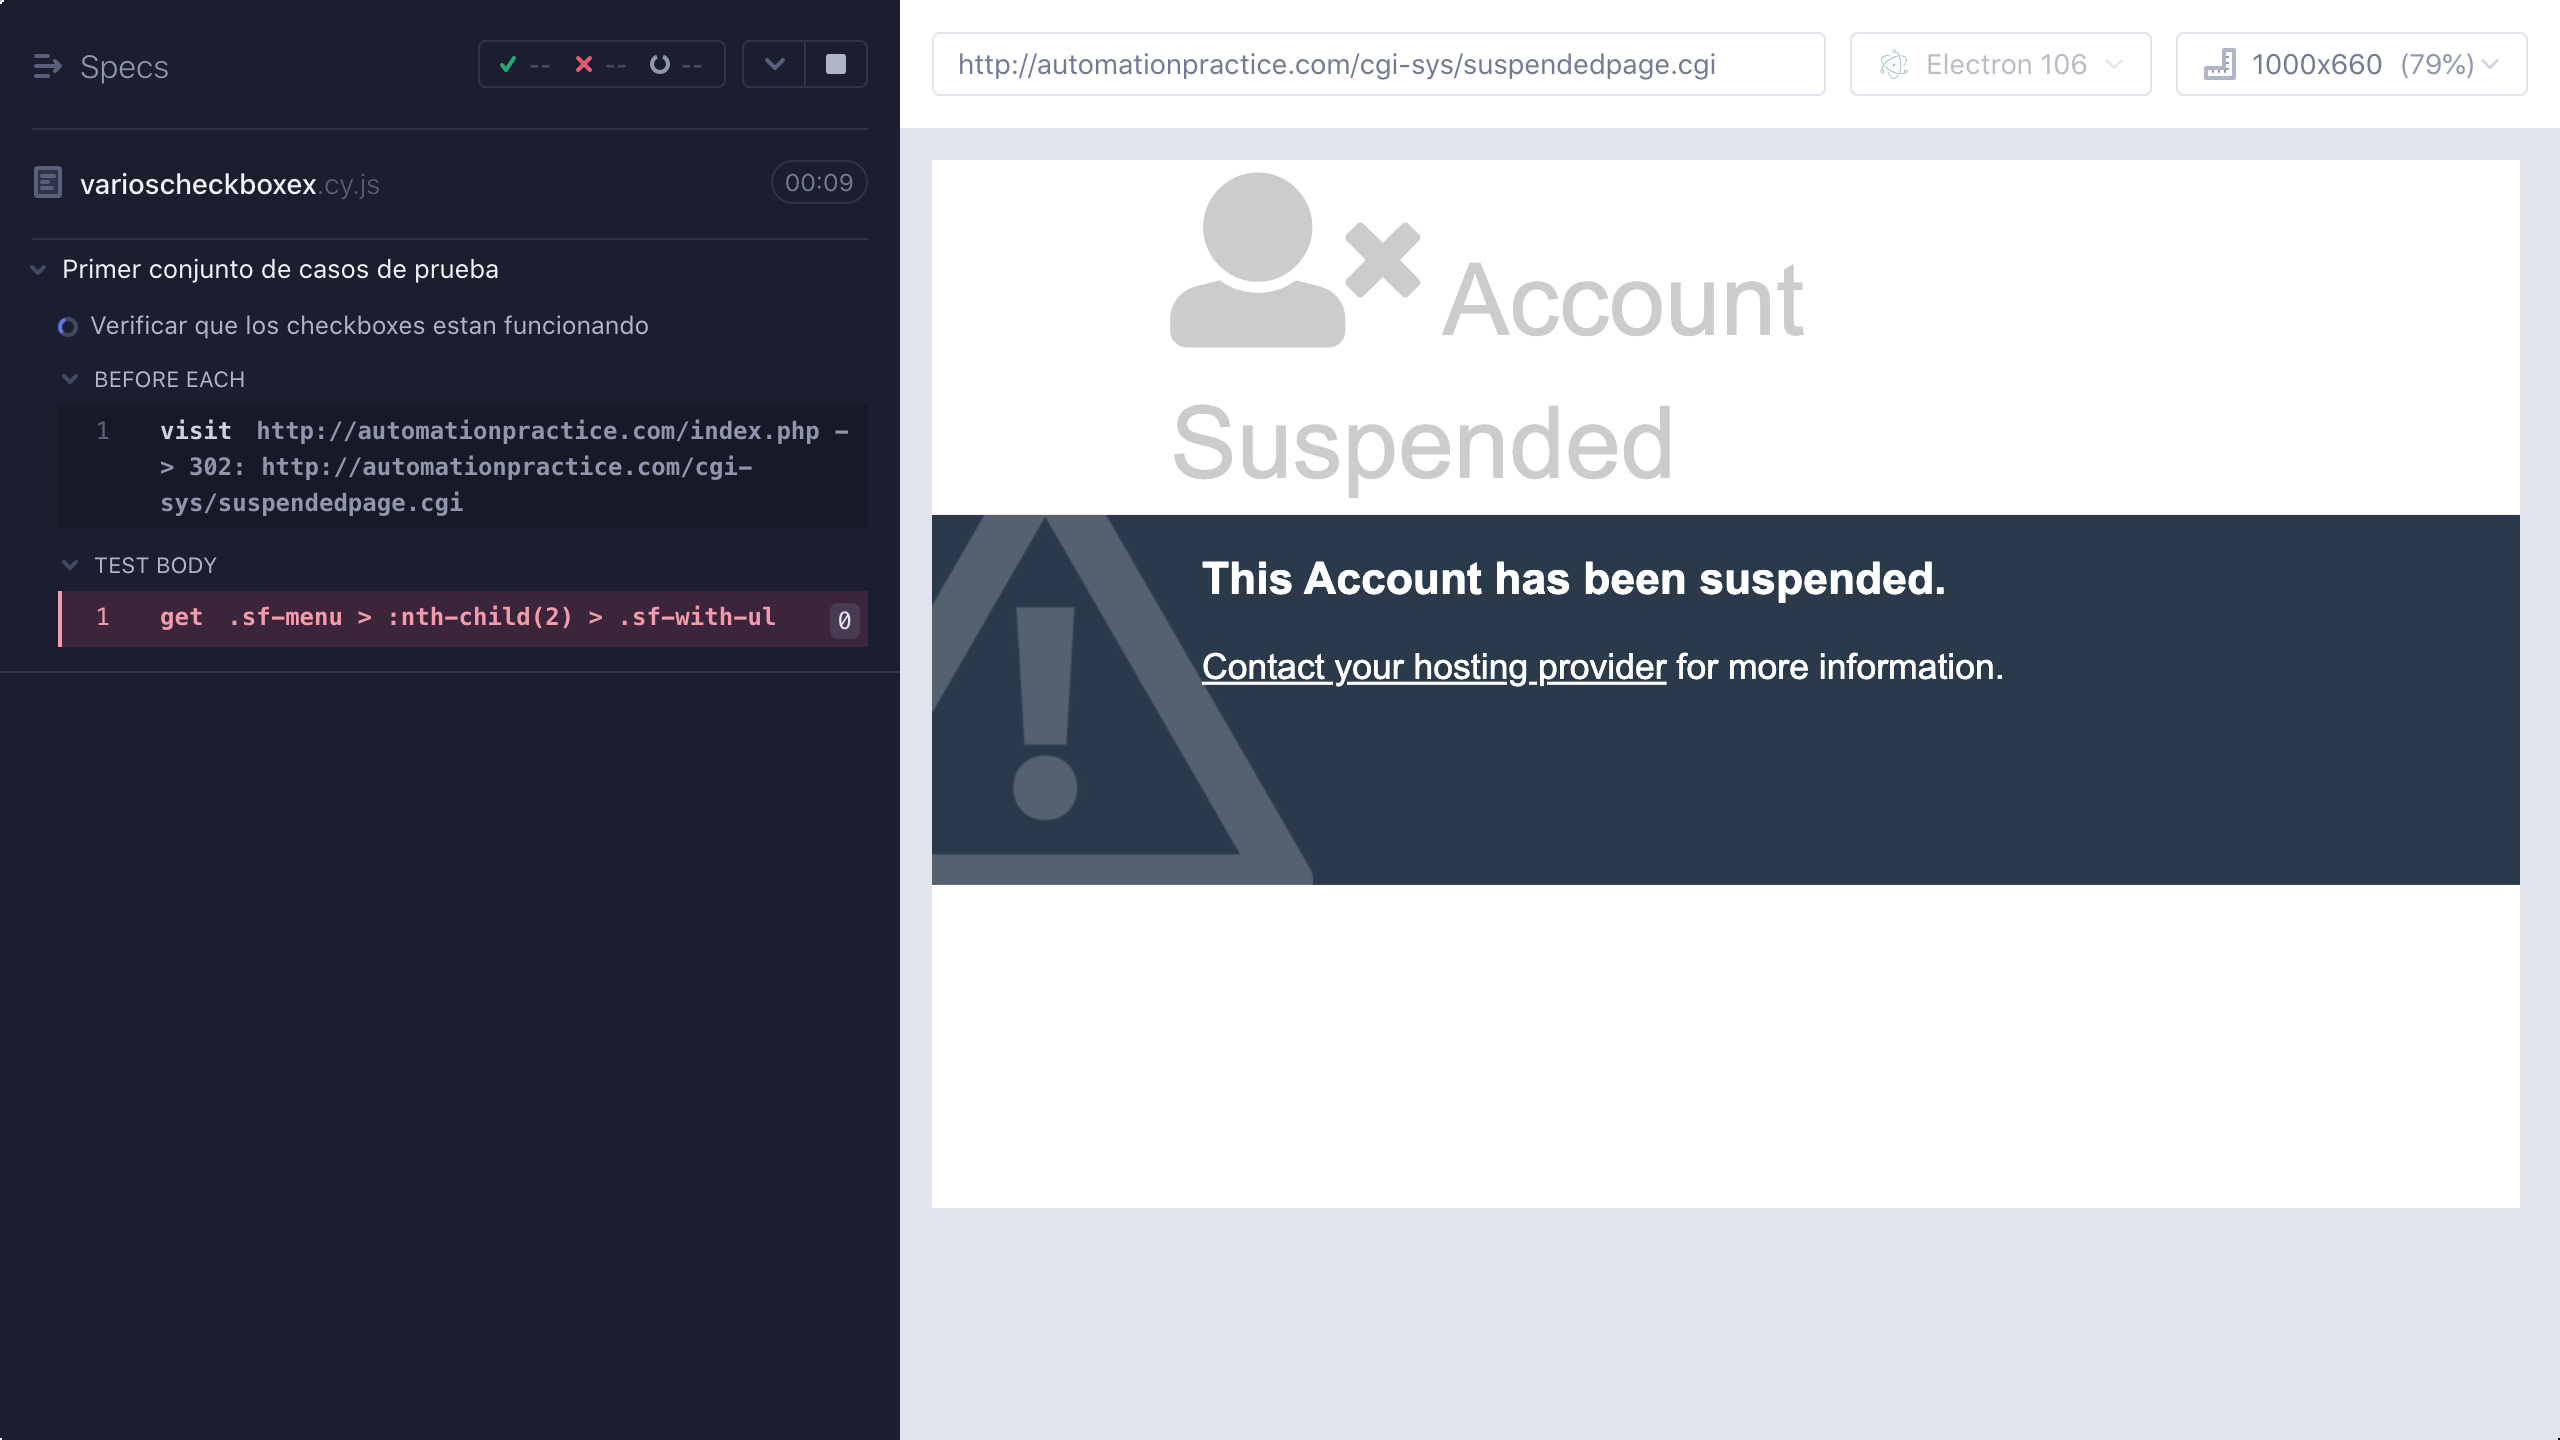 Specs
-- -- --
varioscheckboxex.cy.js
00:09
Primer conjunto de casos de prueba
Verificar que los checkboxes estan funcionando
BEFORE EACH
1 visit http://automationpractice.com/index.php -
> 302: http://automationpractice.com/cgi-
sys/suspendedpage.cgi
TEST BODY
1 get .sf-menu > :nth-child(2) > .sf-with-ul 0
http://automationpractice.com/cgi-sys/suspendedpage.cgi
Electron 106
1000x660 (79%)
Account
Suspended
This Account has been suspended.
Contact your hosting provider for more information.